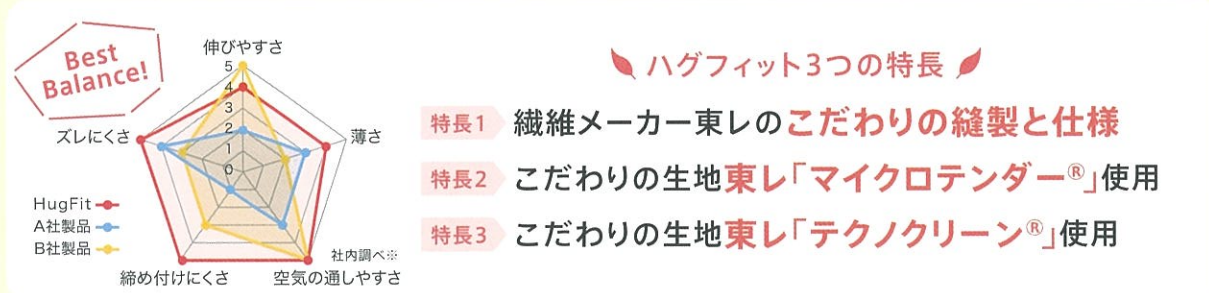 Best
Balance!
伸びやすさ
5
4
3
2
1
0
ズレにくさ
薄さ
HugFit
A社製品
B社製品
社内調べ※
締め付けにくさ
空気の通しやすさ
ハグフィット3つの特長
特長1 繊維メーカー東レのこだわりの縫製と仕様
特長2 こだわりの生地東レ「マイクロテンダー®」使用
特長3 こだわりの生地東レ「テクノクリーン®」使用